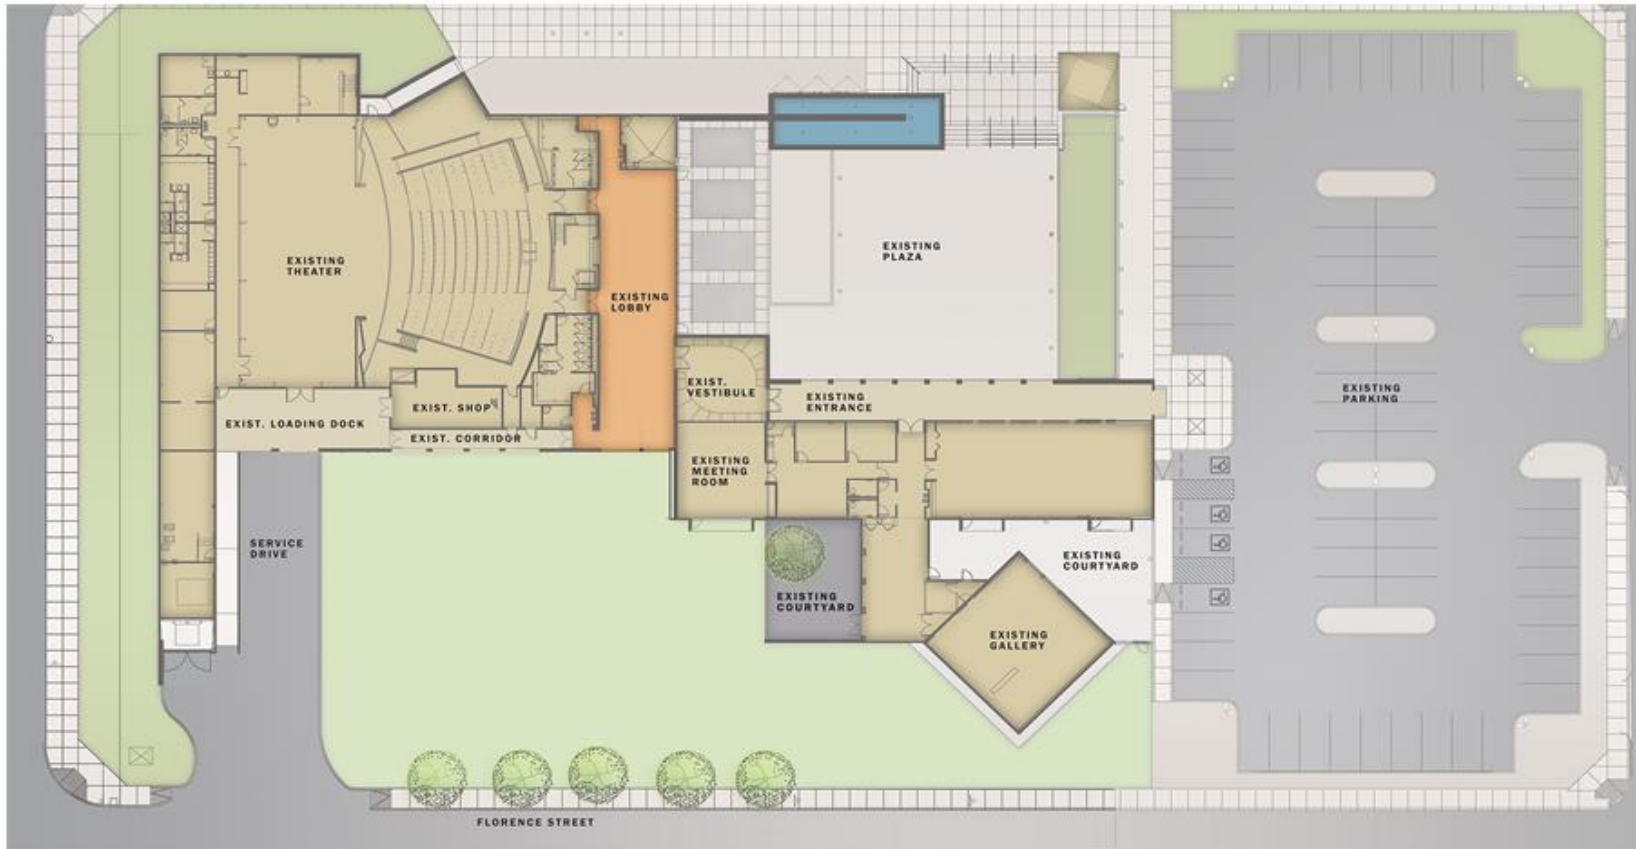 EXISTING
THEATER
EXISTING
LOBBY
EXISTING
PLAZA
EXIST.
VESTIBULE
EXISTING
ENTRANCE
EXISTING
PARKING
EXIST. SHOP
EXIST. LOADING DOCK
EXIST. CORRIDOR
EXISTING
MEETING
ROOM
SERVICE
DRIVE
EXISTING
COURTYARD
EXISTING
COURTYARD
EXISTING
GALLERY
FLORENCE STREET